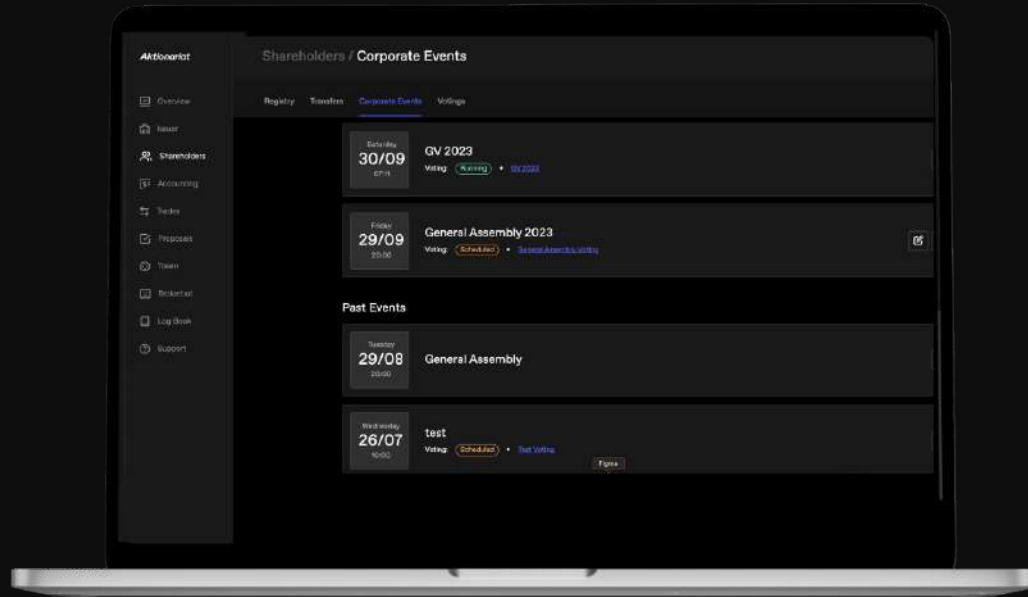 Aktionariat
Shareholders / Corporate Events
Overview
Issuer
Shareholders
Accounting
Trades
Proposals
Token
Brokerbot
Log Book
Support
Registry Transfers Corporate Events Votings
Saturday
30/09
07:11
GV 2023
Voting: Running • GV 2023
Friday
29/09
20:00
General Assembly 2023
Voting: Scheduled • General Assembly Voting
Past Events
Tuesday
29/08
20:00
General Assembly
Wednesday
26/07
10:00
test
Voting: Scheduled • Test Voting
Figma